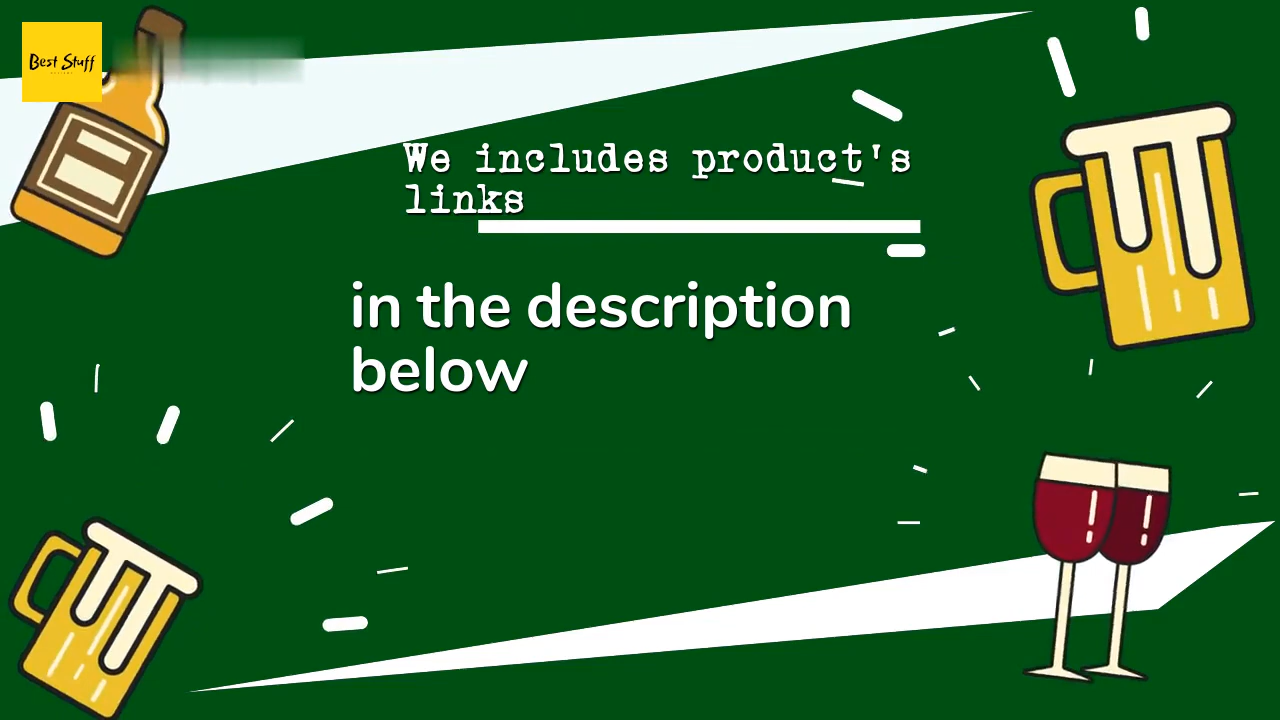 Best Stuff
We includes product's
links
in the description
below